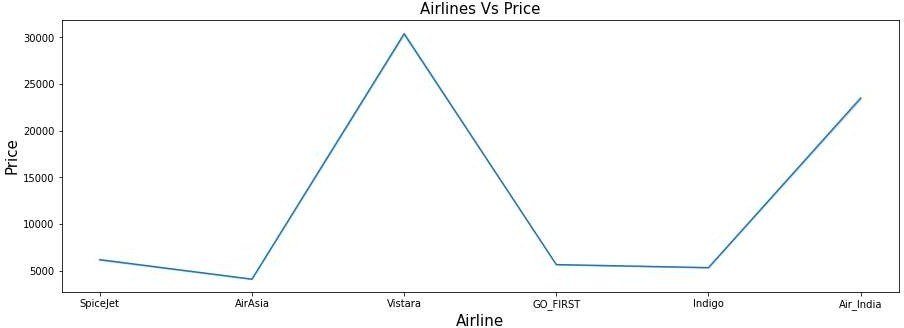 Airlines Vs Price
30000
25000
20000
15000
10000
5000
Price
SpiceJet AirAsia Vistara GO_FIRST Indigo Air_India
Airline